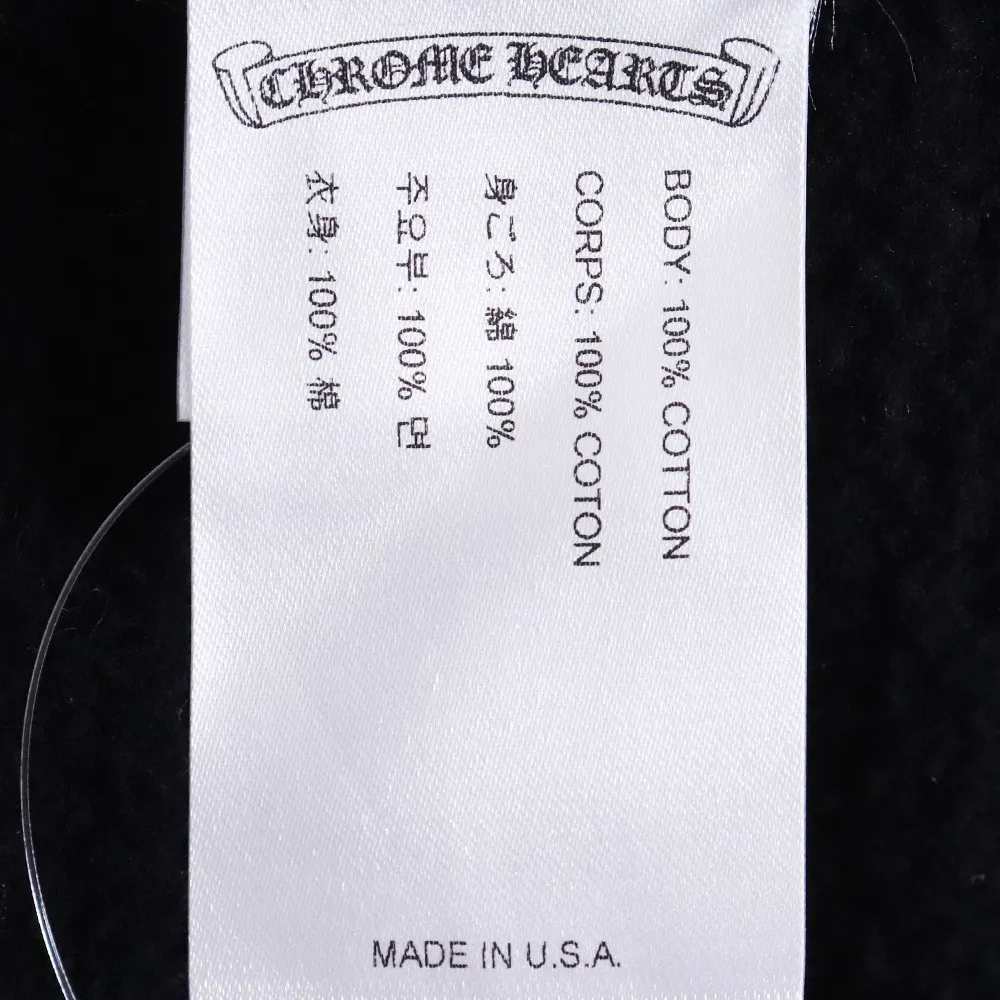 CHROME HEARTS
BODY: 100% COTTON
CORPS: 100% COTON
身ごろ: 綿 100%
주요부: 100% 면
衣身: 100% 棉
MADE IN U.S.A.